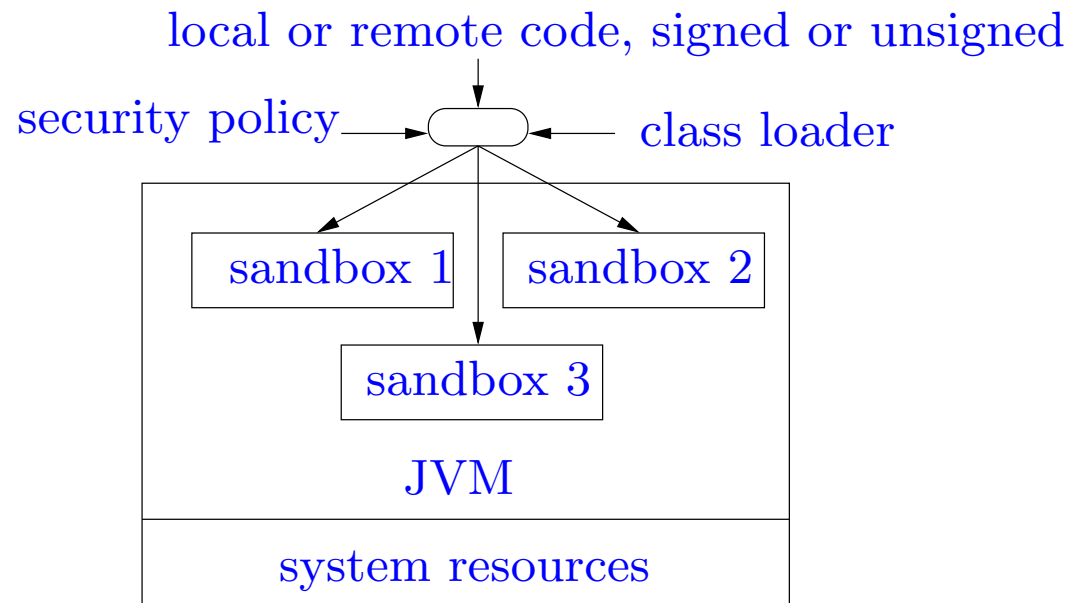 local or remote code, signed or unsigned
security policy
class loader
sandbox 1
sandbox 2
sandbox 3
JVM
system resources